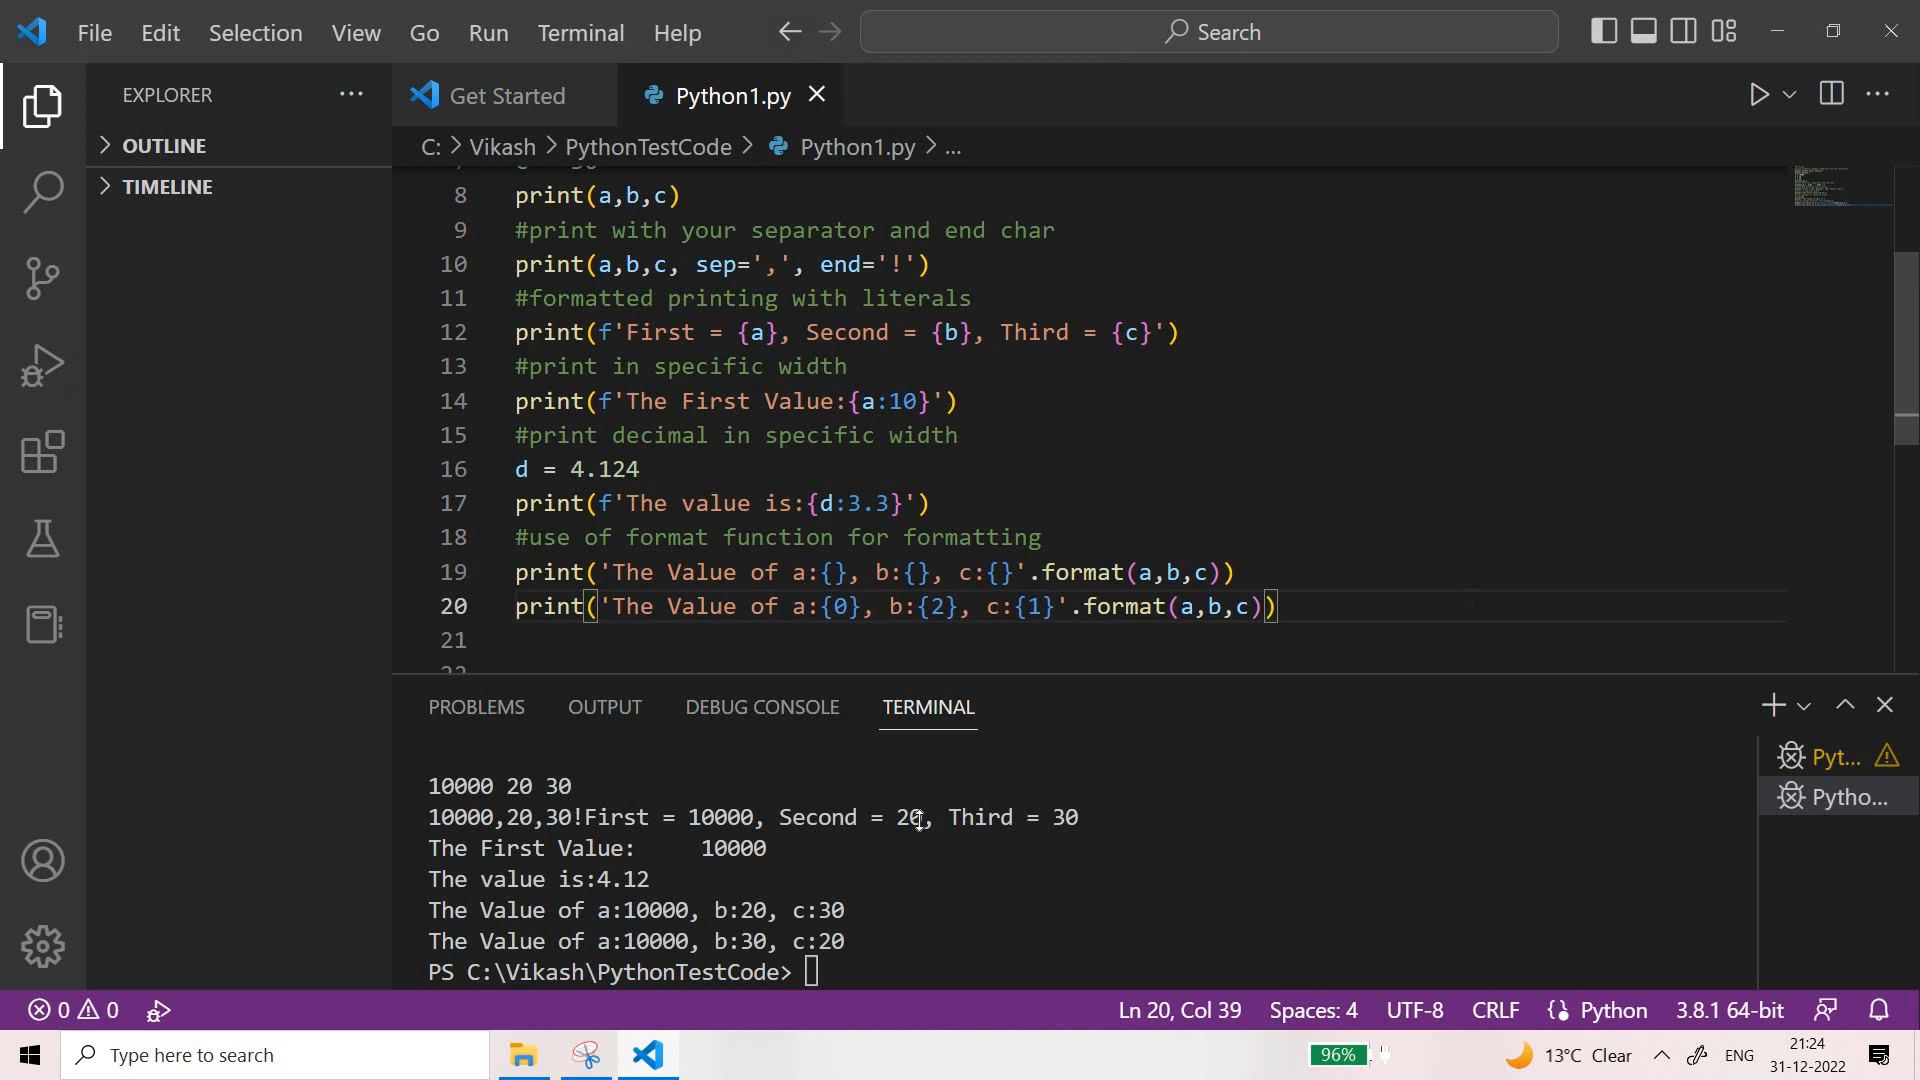 File Edit Selection View Go Run Terminal Help Search
EXPLORER ...
OUTLINE
TIMELINE
Get Started Python1.py
C: > Vikash > PythonTestCode > Python1.py > ...
8 print(a,b,c)
9 #print with your separator and end char
10 print(a,b,c, sep=',', end='!')
11 #formatted printing with literals
12 print(f'First = {a}, Second = {b}, Third = {c}')
13 #print in specific width
14 print(f'The First Value:{a:10}')
15 #print decimal in specific width
16 d = 4.124
17 print(f'The value is:{d:3.3}')
18 #use of format function for formatting
19 print('The Value of a:{}, b:{}, c:{}'.format(a,b,c))
20 print('The Value of a:{0}, b:{2}, c:{1}'.format(a,b,c))
21
PROBLEMS OUTPUT DEBUG CONSOLE TERMINAL
Pyt...
Pytho...
10000 20 30
10000,20,30!First = 10000, Second = 20, Third = 30
The First Value:     10000
The value is:4.12
The Value of a:10000, b:20, c:30
The Value of a:10000, b:30, c:20
PS C:\Vikash\PythonTestCode>
0 0 Ln 20, Col 39 Spaces: 4 UTF-8 CRLF Python 3.8.1 64-bit
Type here to search 96% 13°C Clear ENG 21:24
31-12-2022